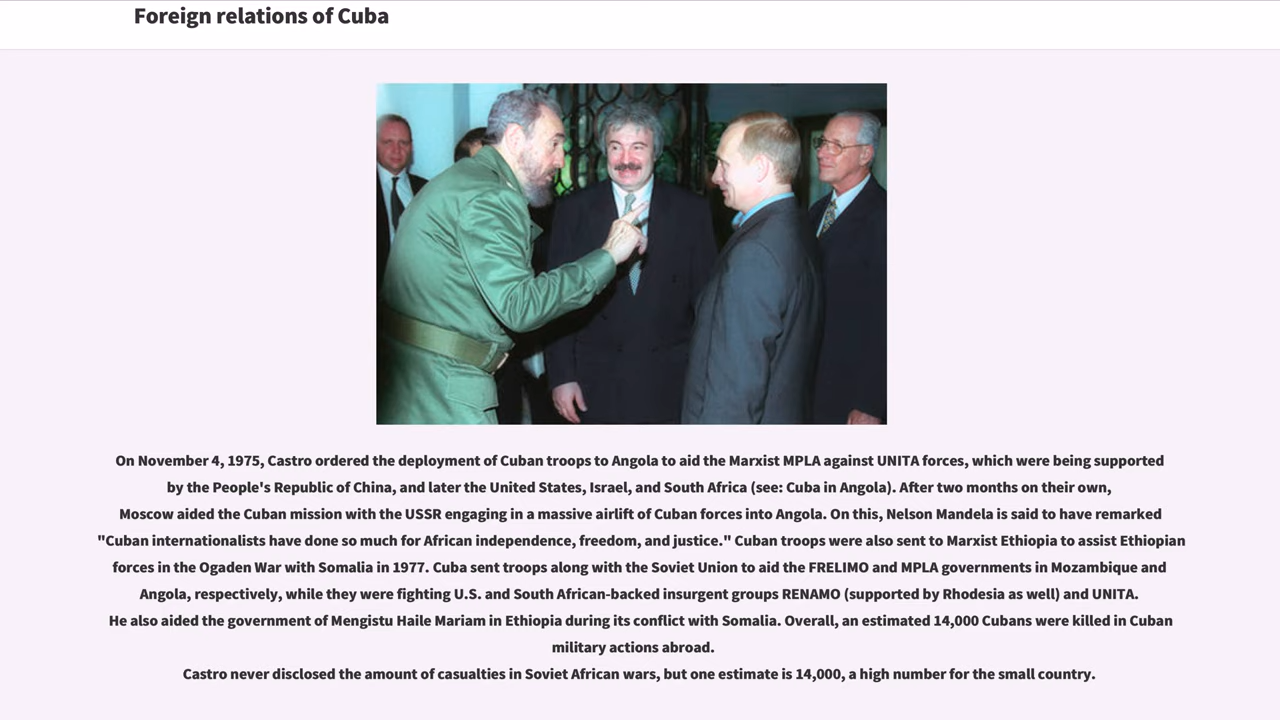 Foreign relations of Cuba
On November 4, 1975, Castro ordered the deployment of Cuban troops to Angola to aid the Marxist MPLA against UNITA forces, which were being supported
by the People's Republic of China, and later the United States, Israel, and South Africa (see: Cuba in Angola). After two months on their own,
Moscow aided the Cuban mission with the USSR engaging in a massive airlift of Cuban forces into Angola. On this, Nelson Mandela is said to have remarked
"Cuban internationalists have done so much for African independence, freedom, and justice." Cuban troops were also sent to Marxist Ethiopia to assist Ethiopian
forces in the Ogaden War with Somalia in 1977. Cuba sent troops along with the Soviet Union to aid the FRELIMO and MPLA governments in Mozambique and
Angola, respectively, while they were fighting U.S. and South African-backed insurgent groups RENAMO (supported by Rhodesia as well) and UNITA.
He also aided the government of Mengistu Haile Mariam in Ethiopia during its conflict with Somalia. Overall, an estimated 14,000 Cubans were killed in Cuban
military actions abroad.
Castro never disclosed the amount of casualties in Soviet African wars, but one estimate is 14,000, a high number for the small country.